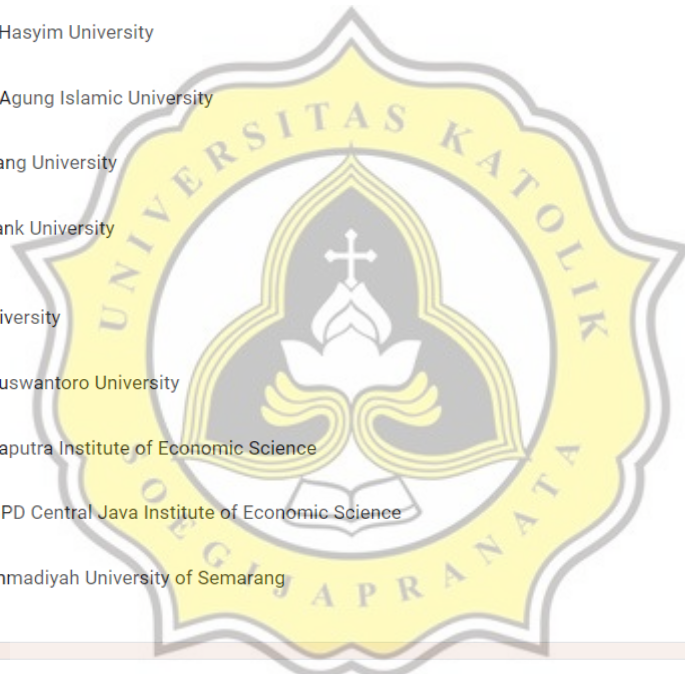 Hasyim University
Agung Islamic University
ang University
ank University
iversity
uswantoro University
aputra Institute of Economic Science
PD Central Java Institute of Economic Science
madiyah University of Semarang
UNIVERSITAS KATOLIK
SOEGIJAPRANATA